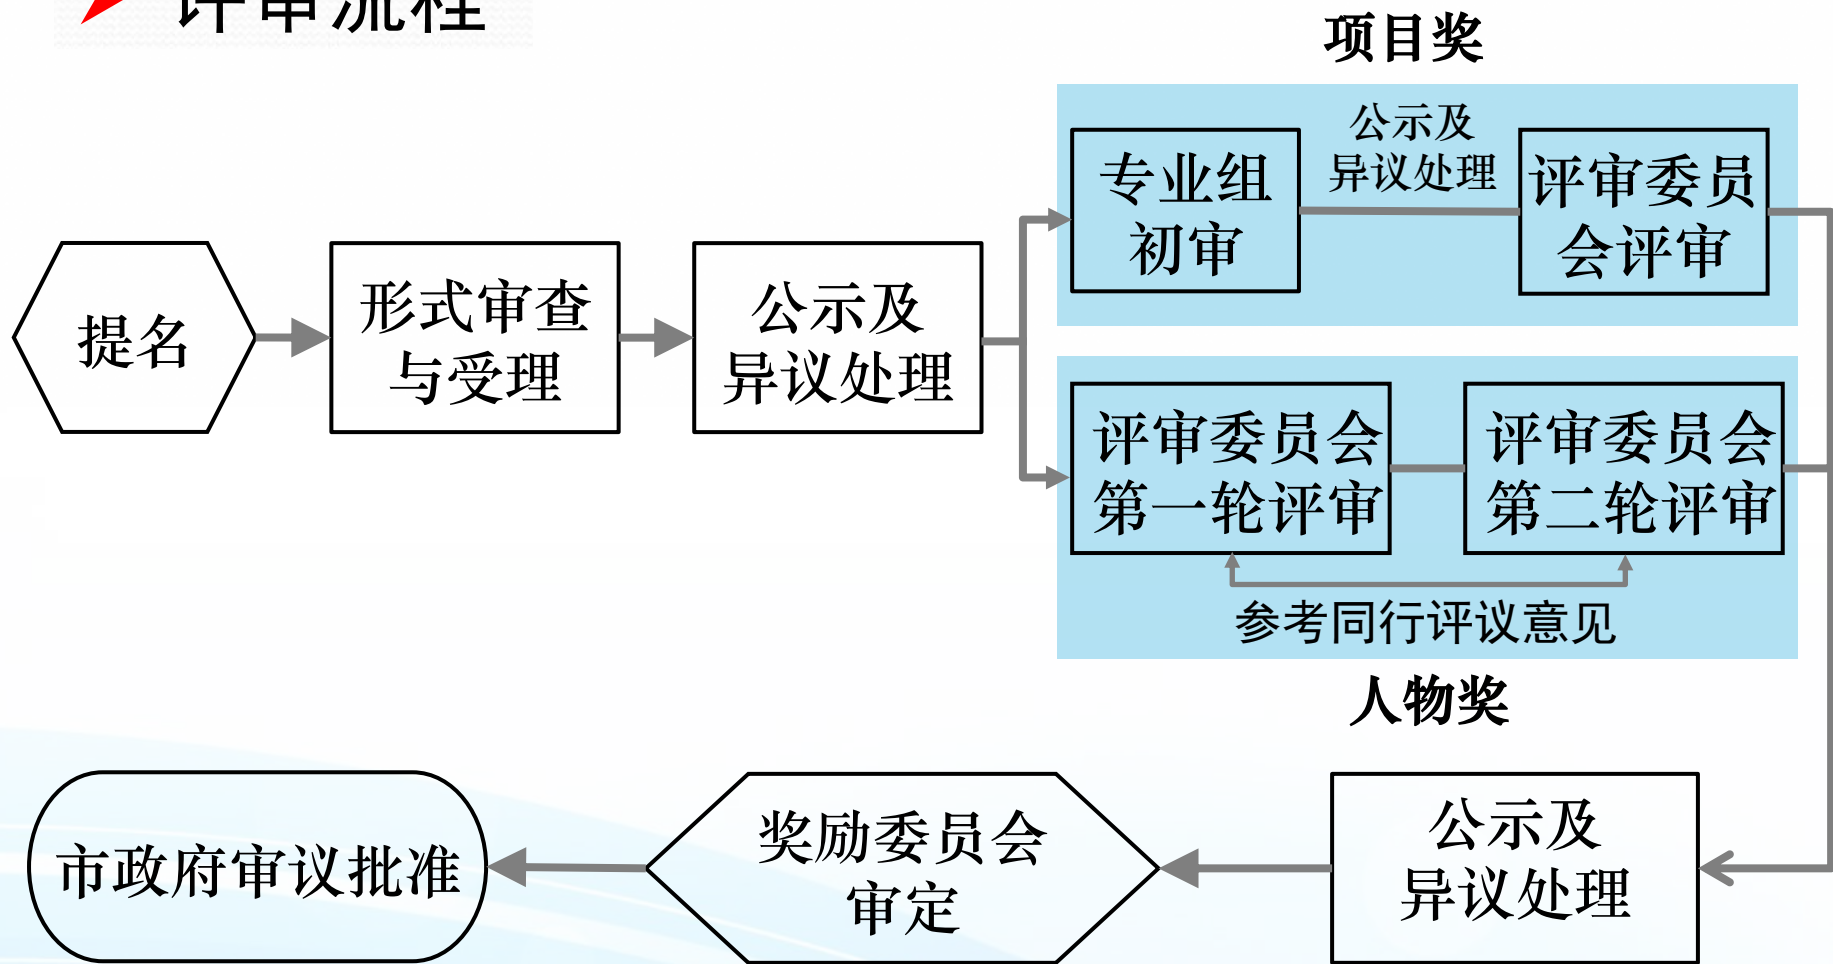 评审流程
项目奖
公示及
异议处理
专业组
初审
评审委员
会评审
提名
形式审查
与受理
公示及
异议处理
评审委员会
第一轮评审
评审委员会
第二轮评审
参考同行评议意见
人物奖
市政府审议批准
奖励委员会
审定
公示及
异议处理